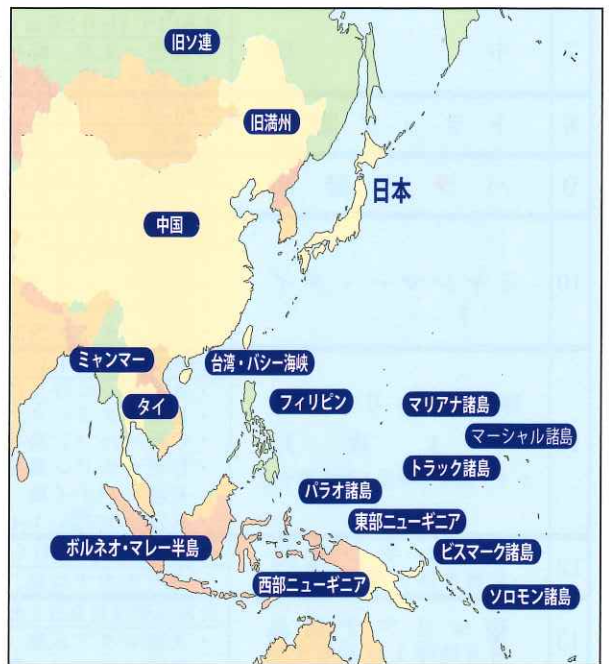 旧ソ連
旧満州
日本
中国
ミャンマー
台湾・バシー海峡
タイ
フィリピン
マリアナ諸島
マーシャル諸島
トラック諸島
パラオ諸島
東部ニューギニア
ボルネオ・マレー半島
ビスマーク諸島
西部ニューギニア
ソロモン諸島